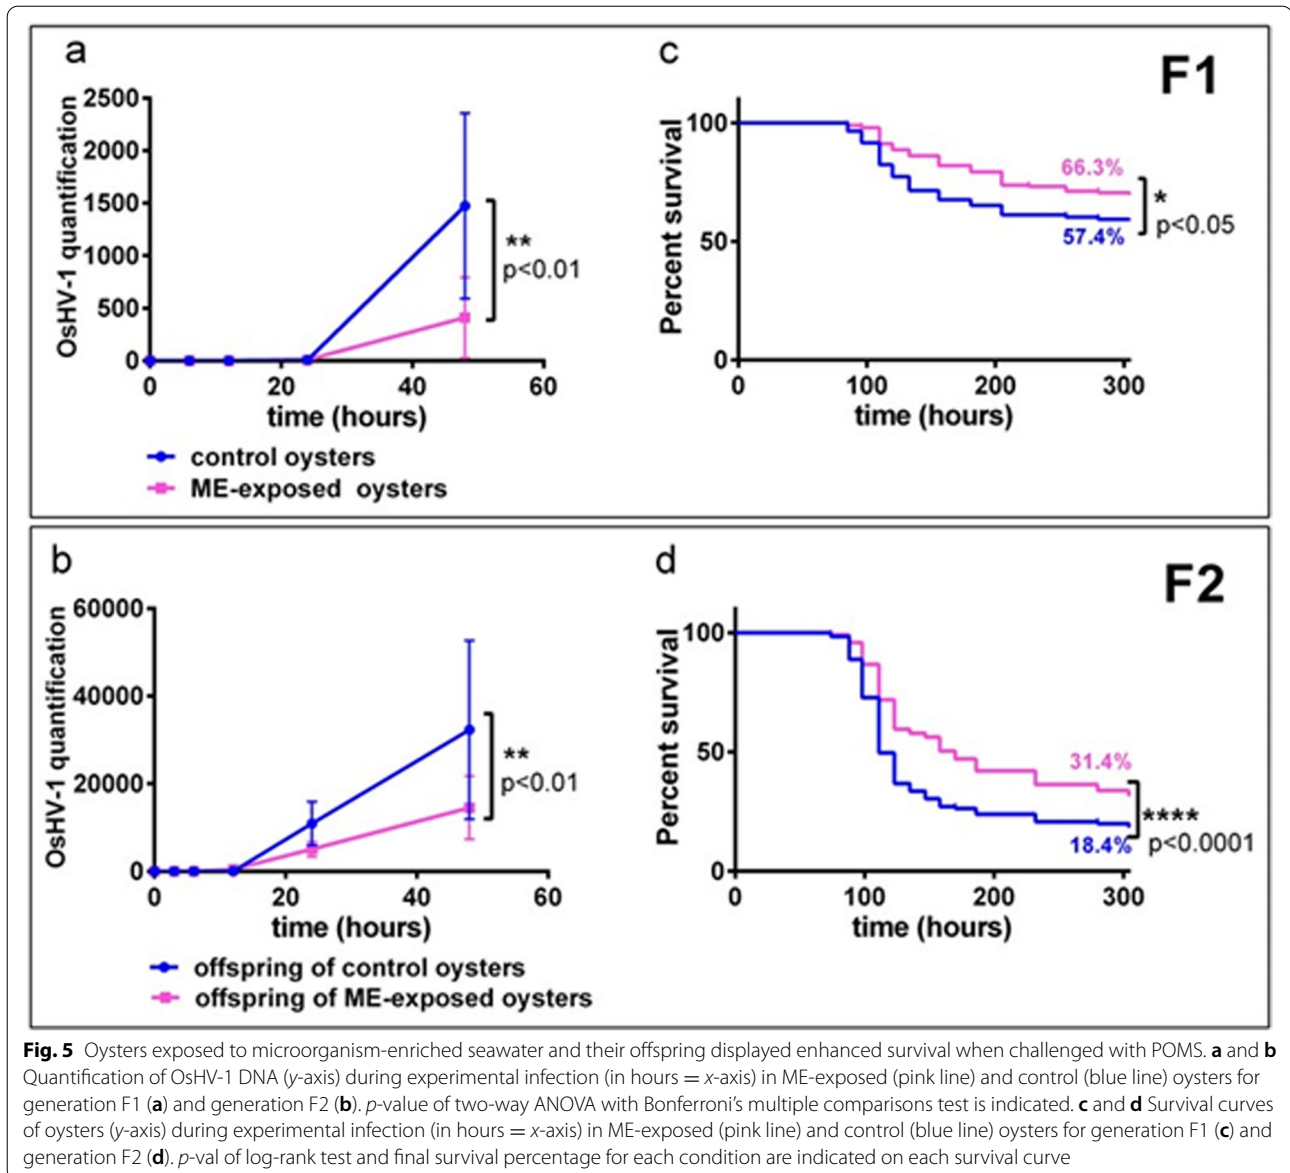 a
OsHV-1 quantification
2500
2000
1500
1000
500
0
0 20 40 60
time (hours)
**
p<0.01
control oysters
ME-exposed oysters
c
F1
Percent survival
100
50
0
0 100 200 300
time (hours)
66.3%
57.4%
*
p<0.05
b
OsHV-1 quantification
60000
40000
20000
0
0 20 40 60
time (hours)
**
p<0.01
offspring of control oysters
offspring of ME-exposed oysters
d
F2
Percent survival
100
50
0
0 100 200 300
time (hours)
31.4%
18.4%
****
p<0.0001
Fig. 5 Oysters exposed to microorganism-enriched seawater and their offspring displayed enhanced survival when challenged with POMS. a and b
Quantification of OsHV-1 DNA (y-axis) during experimental infection (in hours = x-axis) in ME-exposed (pink line) and control (blue line) oysters for
generation F1 (a) and generation F2 (b). p-value of two-way ANOVA with Bonferroni's multiple comparisons test is indicated. c and d Survival curves
of oysters (y-axis) during experimental infection (in hours = x-axis) in ME-exposed (pink line) and control (blue line) oysters for generation F1 (c) and
generation F2 (d). p-val of log-rank test and final survival percentage for each condition are indicated on each survival curve